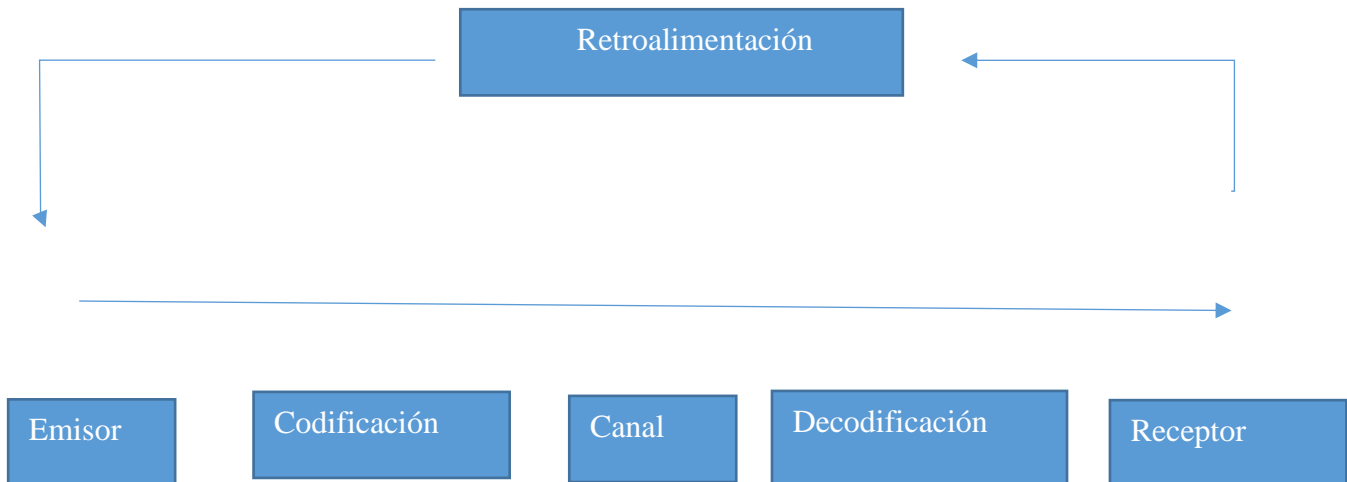 Retroalimentación
Emisor
Codificación
Canal
Decodificación
Receptor